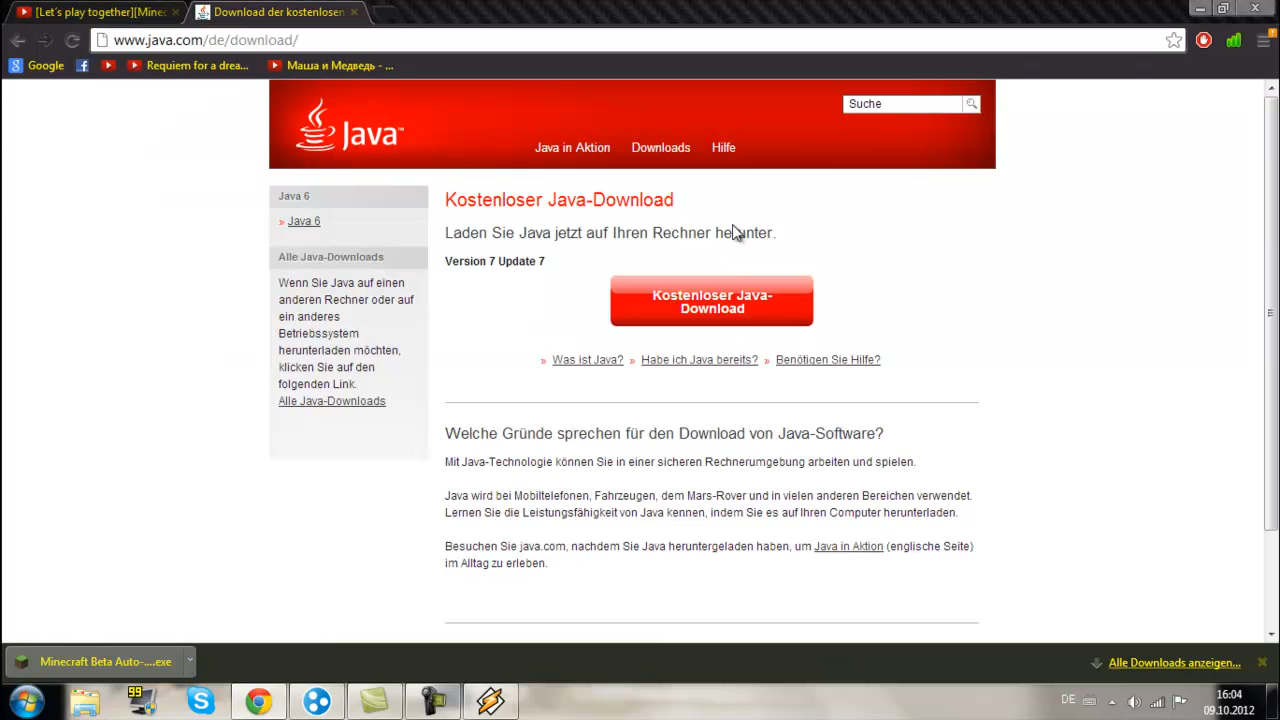 [Let´s play together][Minec
Download der kostenlosen
www.java.com/de/download/
Google
Requiem for a drea...
Маша и Медведь - ...
Java™
Suche
Java in Aktion Downloads Hilfe
Java 6
» Java 6
Alle Java-Downloads
Wenn Sie Java auf einen
anderen Rechner oder auf
ein anderes
Betriebssystem
herunterladen möchten,
klicken Sie auf den
folgenden Link.
Alle Java-Downloads
Kostenloser Java-Download
Laden Sie Java jetzt auf Ihren Rechner herunter.
Version 7 Update 7
Kostenloser Java-
Download
» Was ist Java? » Habe ich Java bereits? » Benötigen Sie Hilfe?
Welche Gründe sprechen für den Download von Java-Software?
Mit Java-Technologie können Sie in einer sicheren Rechnerumgebung arbeiten und spielen.
Java wird bei Mobiltelefonen, Fahrzeugen, dem Mars-Rover und in vielen anderen Bereichen verwendet.
Lernen Sie die Leistungsfähigkeit von Java kennen, indem Sie es auf Ihren Computer herunterladen.
Besuchen Sie java.com, nachdem Sie Java heruntergeladen haben, um Java in Aktion (englische Seite)
im Alltag zu erleben.
Minecraft Beta Auto-....exe
Alle Downloads anzeigen...
99
DE
16:04
09.10.2012